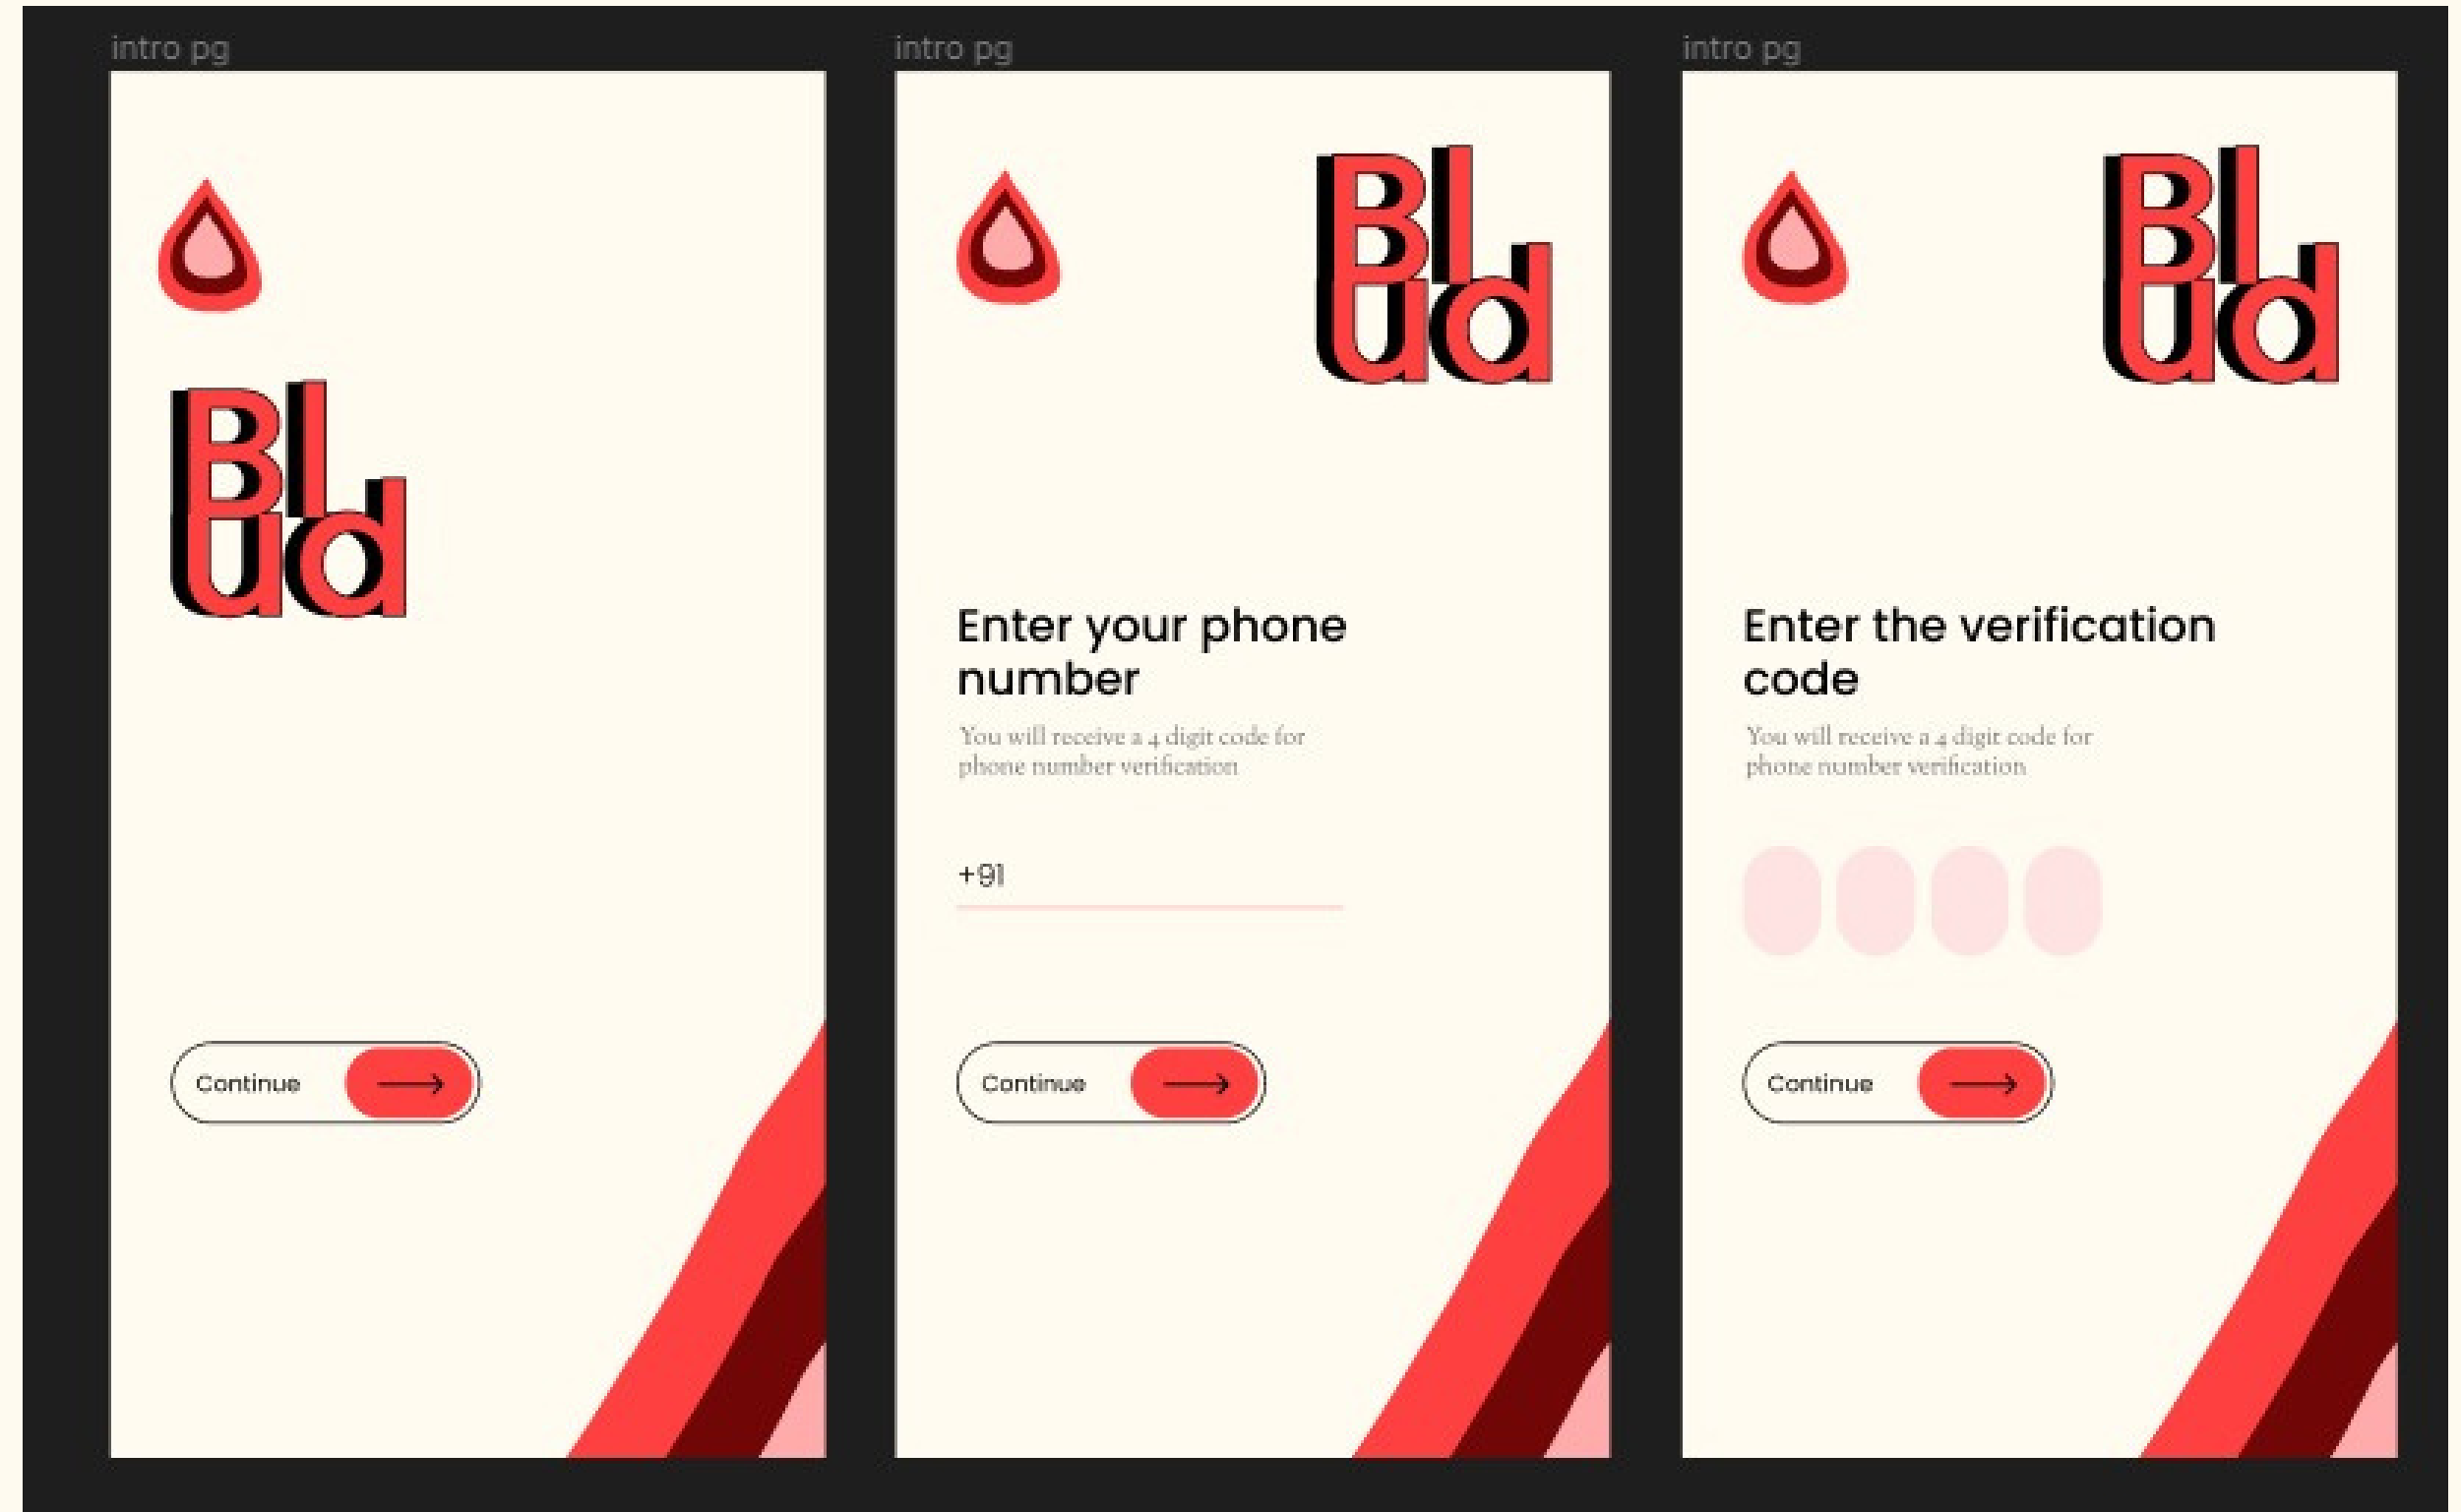 intro pg
Bl
ud
Continue
intro pg
Bl
ud
Enter your phone
number
You will receive a 4 digit code for
phone number verification
+91
Continue
intro pg
Bl
ud
Enter the verification
code
You will receive a 4 digit code for
phone number verification
Continue